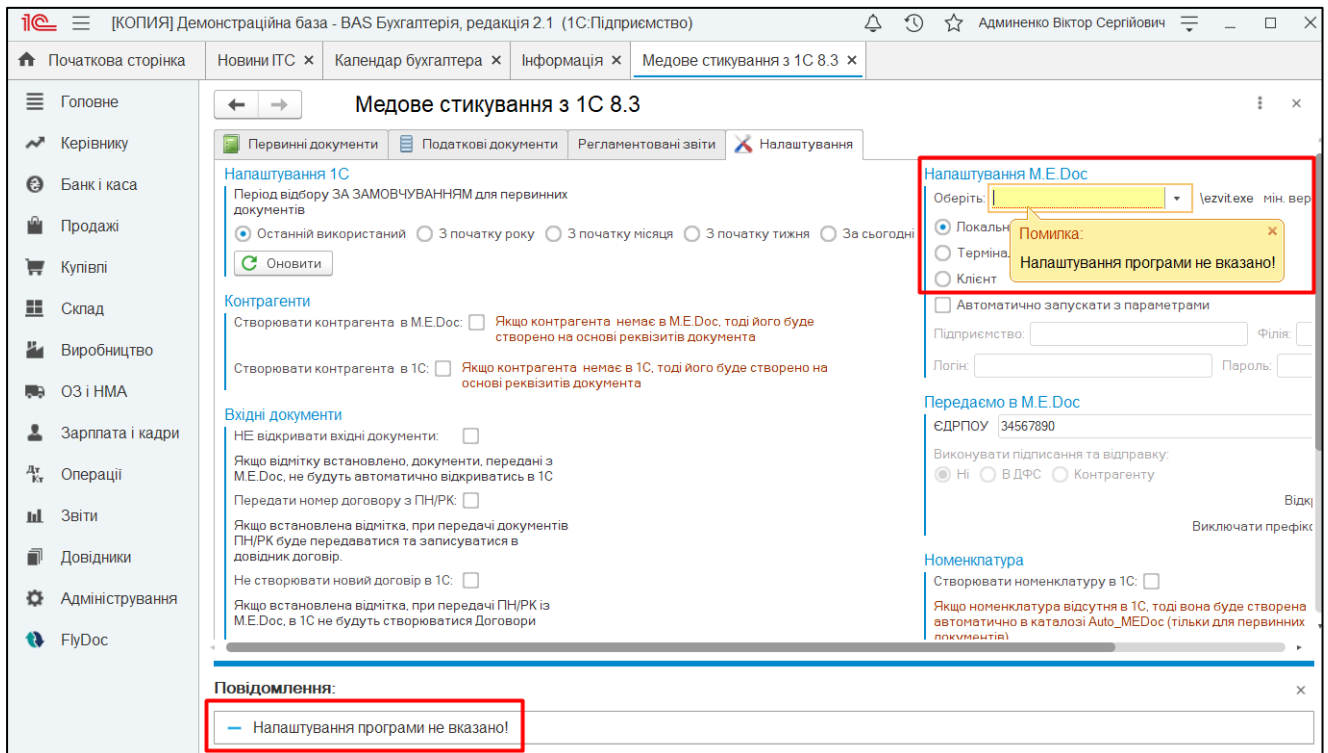 [КОПИЯ] Демонстраційна база - BAS Бухгалтерія, редакція 2.1 (1С:Підприємство)
Админенко Віктор Сергійович
Початкова сторінка
Новини ІТС ×
Календар бухгалтера ×
Інформація ×
Медове стикування з 1С 8.3 ×
Головне
Керівнику
Банк і каса
Продажі
Купівлі
Склад
Виробництво
ОЗ і НМА
Зарплата і кадри
Дт Кт Операції
Звіти
Довідники
Адміністрування
FlyDoc
Медове стикування з 1С 8.3
Первинні документи
Податкові документи
Регламентовані звіти
Налаштування
Налаштування 1С
Період відбору ЗА ЗАМОВЧУВАННЯМ для первинних
документів
Останній використаний
З початку року
З початку місяця
З початку тижня
За сьогодні
Оновити
Контрагенти
Створювати контрагента в M.E.Doc:
Якщо контрагента немає в M.E.Doc, тоді його буде
створено на основі реквізитів документа
Створювати контрагента в 1С:
Якщо контрагента немає в 1С, тоді його буде створено на
основі реквізитів документа
Вхідні документи
НЕ відкривати вхідні документи:
Якщо відмітку встановлено, документи, передані з
M.E.Doc, не будуть автоматично відкриватись в 1С
Передати номер договору з ПН/РК:
Якщо встановлена відмітка, при передачі документів
ПН/РК буде передаватися та записуватися в
довідник договір.
Не створювати новий договір в 1С:
Якщо встановлена відмітка, при передачі ПН/РК із
M.E.Doc, в 1С не будуть створюватися Договори
Налаштування M.E.Doc
Оберіть:
\ezvit.exe мін. вер
Локальн
Терміна
Клієнт
Помилка:
Налаштування програми не вказано!
Автоматично запускати з параметрами
Підприємство:
Філія:
Логін:
Пароль:
Передаємо в M.E.Doc
ЄДРПОУ 34567890
Виконувати підписання та відправку:
Ні
В ДФС
Контрагенту
Відк
Виключати префікс
Номенклатура
Створювати номенклатуру в 1С:
Якщо номенклатура відсутня в 1С, тоді вона буде створена
автоматично в каталозі Auto_MEDoc (тільки для первинних
документів)
Повідомлення:
– Налаштування програми не вказано!